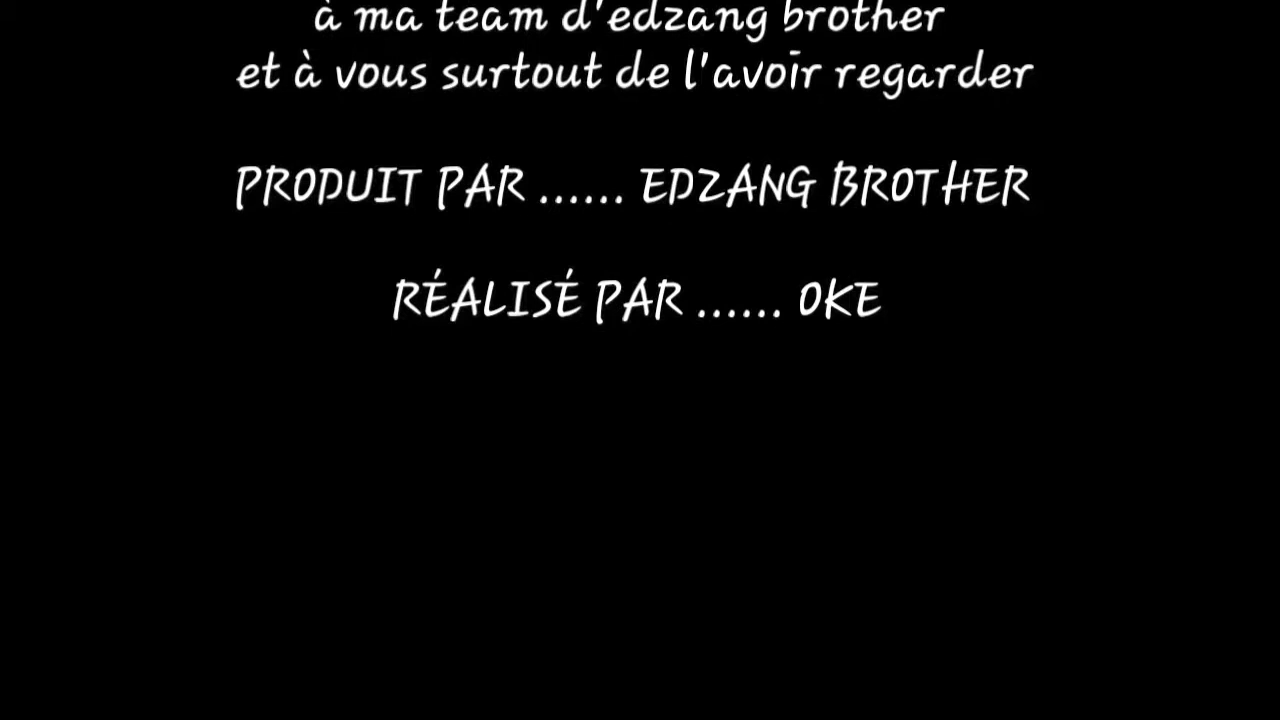 à ma team d'edzang brother
et à vous surtout de l'avoir regarder
PRODUIT PAR ...... EDZANG BROTHER
RÉALISÉ PAR ...... OKE